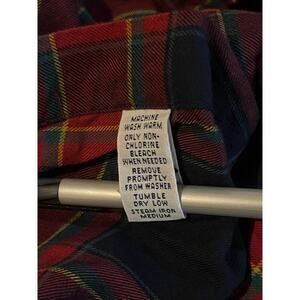 MACHINE
WASH WARM
ONLY NON-
CHLORINE
BLEACH
WHEN NEEDED
REMOVE
PROMPTLY
FROM WASHER
TUMBLE
DRY LOW
STEAM IRON
MEDIUM